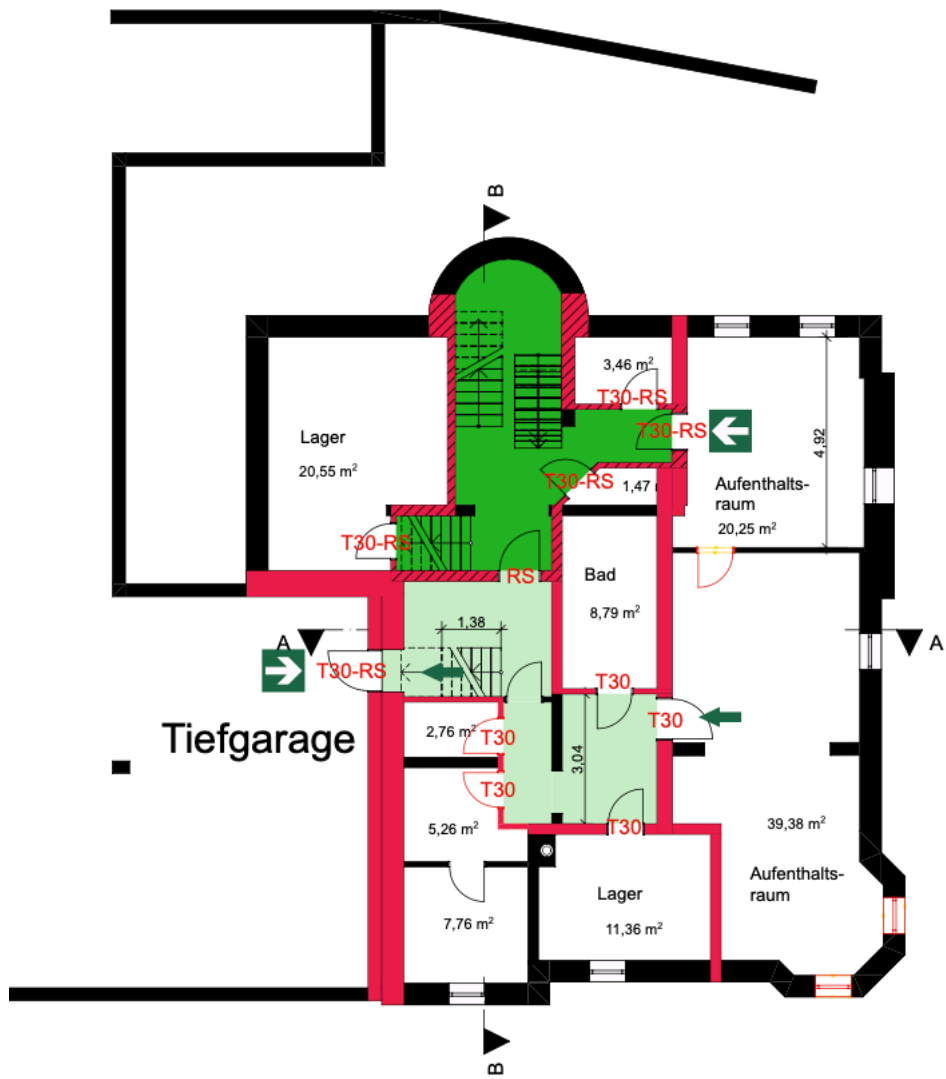 B
3,46 m²
T30-RS
T30-RS
Lager
20,55 m²
4,92
T30-RS
1,47
Aufenthalts-
raum
20,25 m²
T30-RS
RS
Bad
8,79 m²
1,38
A
A
T30-RS
T30
T30
2,76 m²
T30
Tiefgarage
3,04
T30
5,26 m²
T30
39,38 m²
Aufenthalts-
raum
Lager
7,76 m²
11,36 m²
B